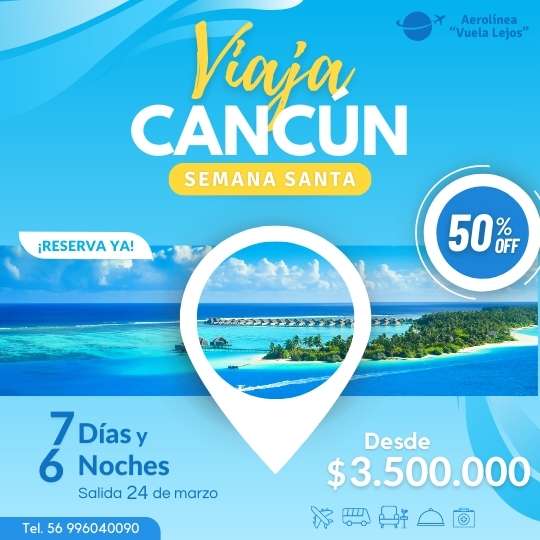 Aerolínea
"Vuela Lejos"
Viaja
CANCÚN
SEMANA SANTA
50% OFF
¡RESERVA YA!
7 Días y
6 Noches
Salida 24 de marzo
Desde
$3.500.000
Tel. 56 996040090